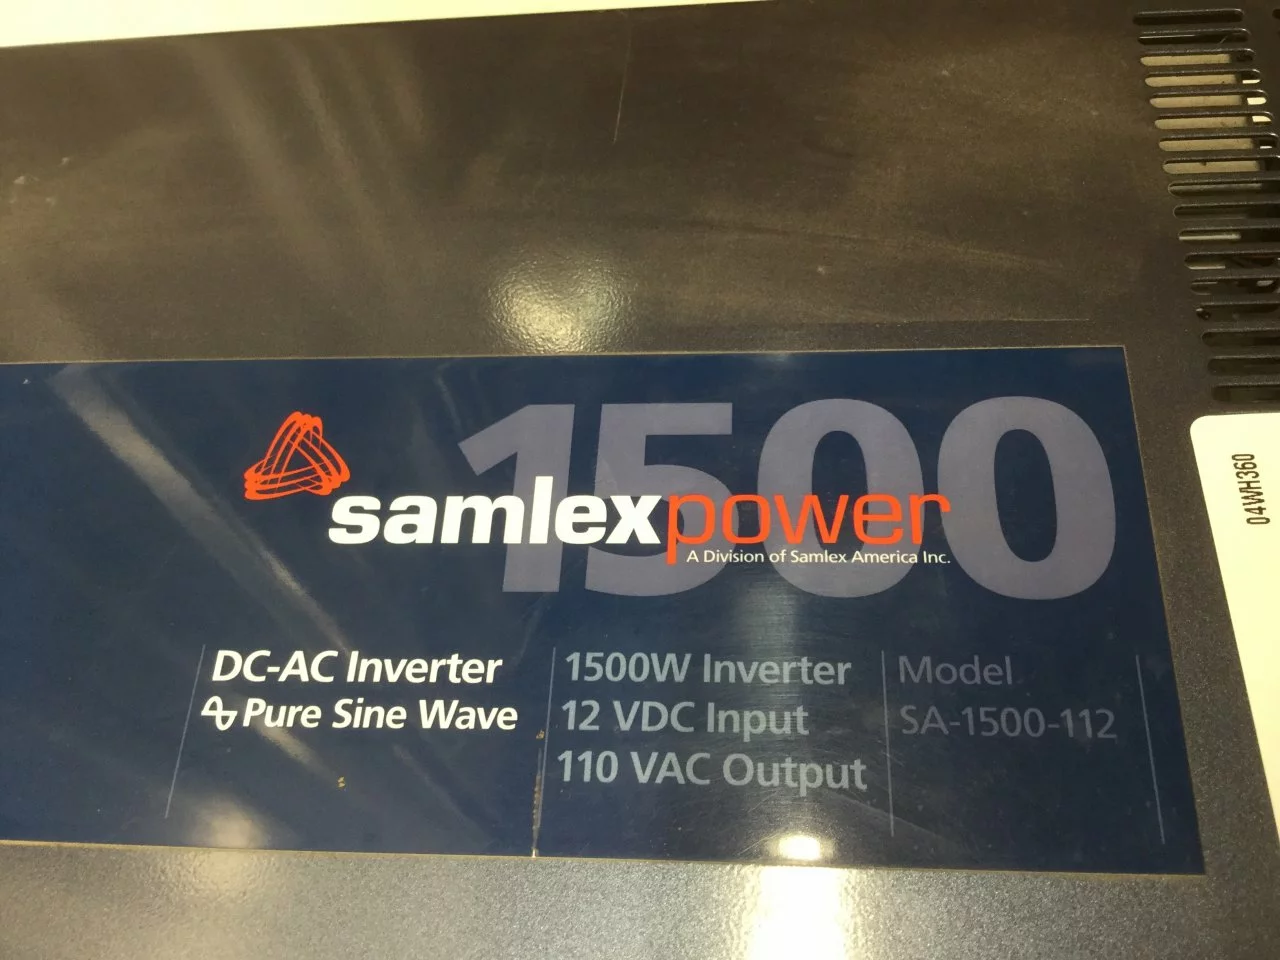 1500
samlexpower
A Division of Samlex America Inc.
DC-AC Inverter
Pure Sine Wave
1500W Inverter
12 VDC Input
110 VAC Output
Model
SA-1500-112
04WH360